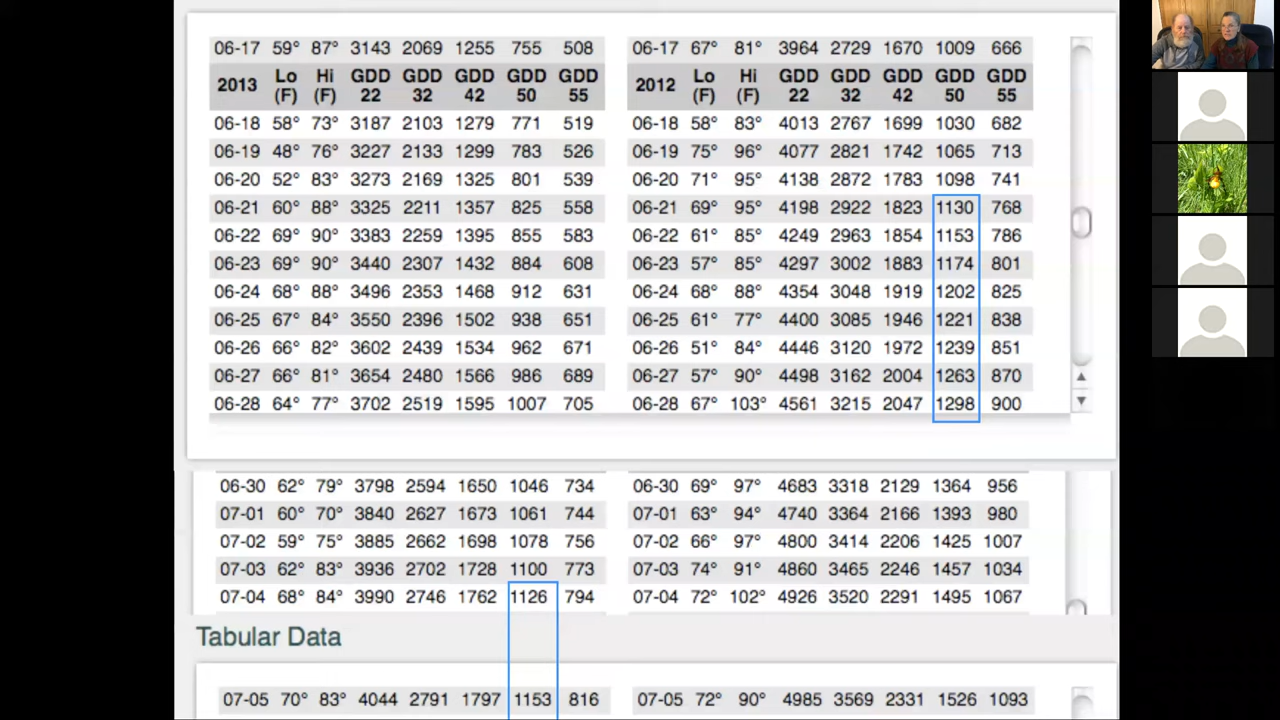 06-17 59° 87° 3143 2069 1255 755 508 06-17 67° 81° 3964 2729 1670 1009 666
2013 Lo (F) Hi (F) GDD 22 GDD 32 GDD 42 GDD 50 GDD 55 2012 Lo (F) Hi (F) GDD 22 GDD 32 GDD 42 GDD 50 GDD 55
06-18 58° 73° 3187 2103 1279 771 519 06-18 58° 83° 4013 2767 1699 1030 682
06-19 48° 76° 3227 2133 1299 783 526 06-19 75° 96° 4077 2821 1742 1065 713
06-20 52° 83° 3273 2169 1325 801 539 06-20 71° 95° 4138 2872 1783 1098 741
06-21 60° 88° 3325 2211 1357 825 558 06-21 69° 95° 4198 2922 1823 1130 768
06-22 69° 90° 3383 2259 1395 855 583 06-22 61° 85° 4249 2963 1854 1153 786
06-23 69° 90° 3440 2307 1432 884 608 06-23 57° 85° 4297 3002 1883 1174 801
06-24 68° 88° 3496 2353 1468 912 631 06-24 68° 88° 4354 3048 1919 1202 825
06-25 67° 84° 3550 2396 1502 938 651 06-25 61° 77° 4400 3085 1946 1221 838
06-26 66° 82° 3602 2439 1534 962 671 06-26 51° 84° 4446 3120 1972 1239 851
06-27 66° 81° 3654 2480 1566 986 689 06-27 57° 90° 4498 3162 2004 1263 870
06-28 64° 77° 3702 2519 1595 1007 705 06-28 67° 103° 4561 3215 2047 1298 900
06-30 62° 79° 3798 2594 1650 1046 734 06-30 69° 97° 4683 3318 2129 1364 956
07-01 60° 70° 3840 2627 1673 1061 744 07-01 63° 94° 4740 3364 2166 1393 980
07-02 59° 75° 3885 2662 1698 1078 756 07-02 66° 97° 4800 3414 2206 1425 1007
07-03 62° 83° 3936 2702 1728 1100 773 07-03 74° 91° 4860 3465 2246 1457 1034
07-04 68° 84° 3990 2746 1762 1126 794 07-04 72° 102° 4926 3520 2291 1495 1067
Tabular Data
07-05 70° 83° 4044 2791 1797 1153 816 07-05 72° 90° 4985 3569 2331 1526 1093